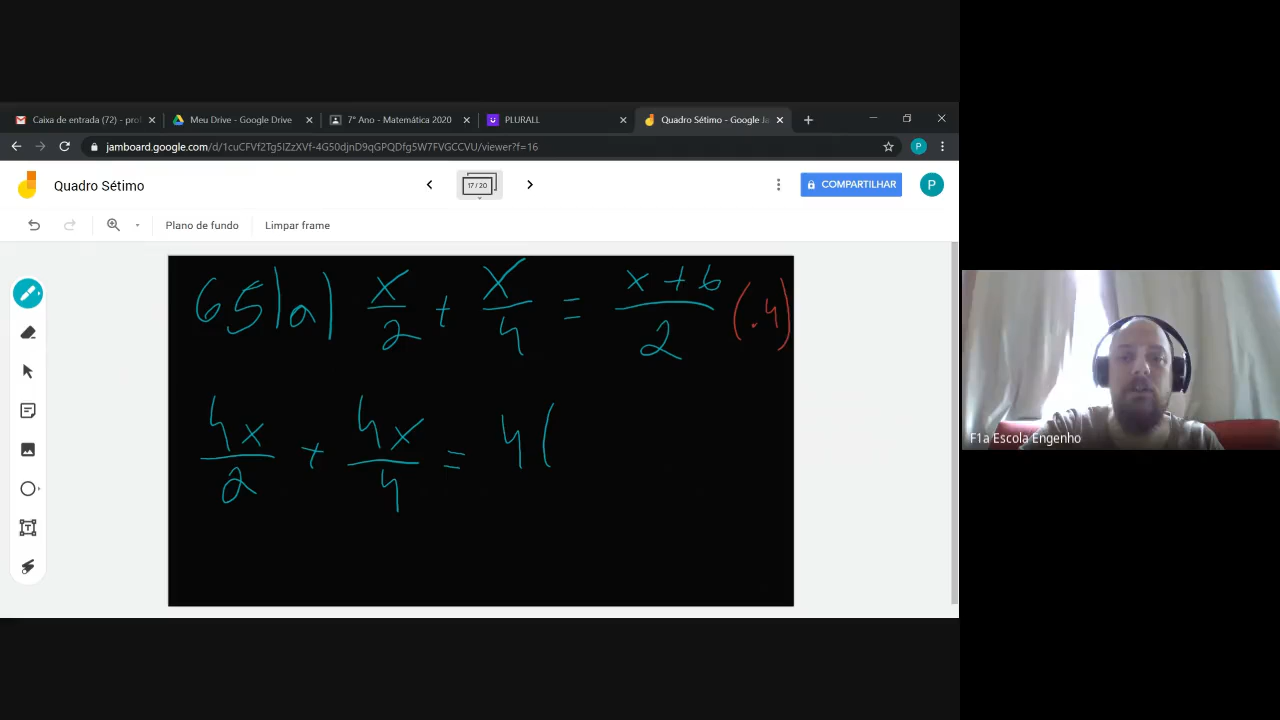 Caixa de entrada (72) - prof
Meu Drive - Google Drive
7° Ano - Matemática 2020
PLURALL
Quadro Sétimo - Google Ja
jamboard.google.com/d/1cuCFVf2Tg5IZzXVf-4G50djnD9qGPQDfg5W7FVGCCVU/viewer?f=16
P
Quadro Sétimo
17 / 20
COMPARTILHAR
P
Plano de fundo
Limpar frame
65|a) x/2 + x/4 = x + 6/2 (.4)
4x/2 + 4x/4 = 4(
F1a Escola Engenho